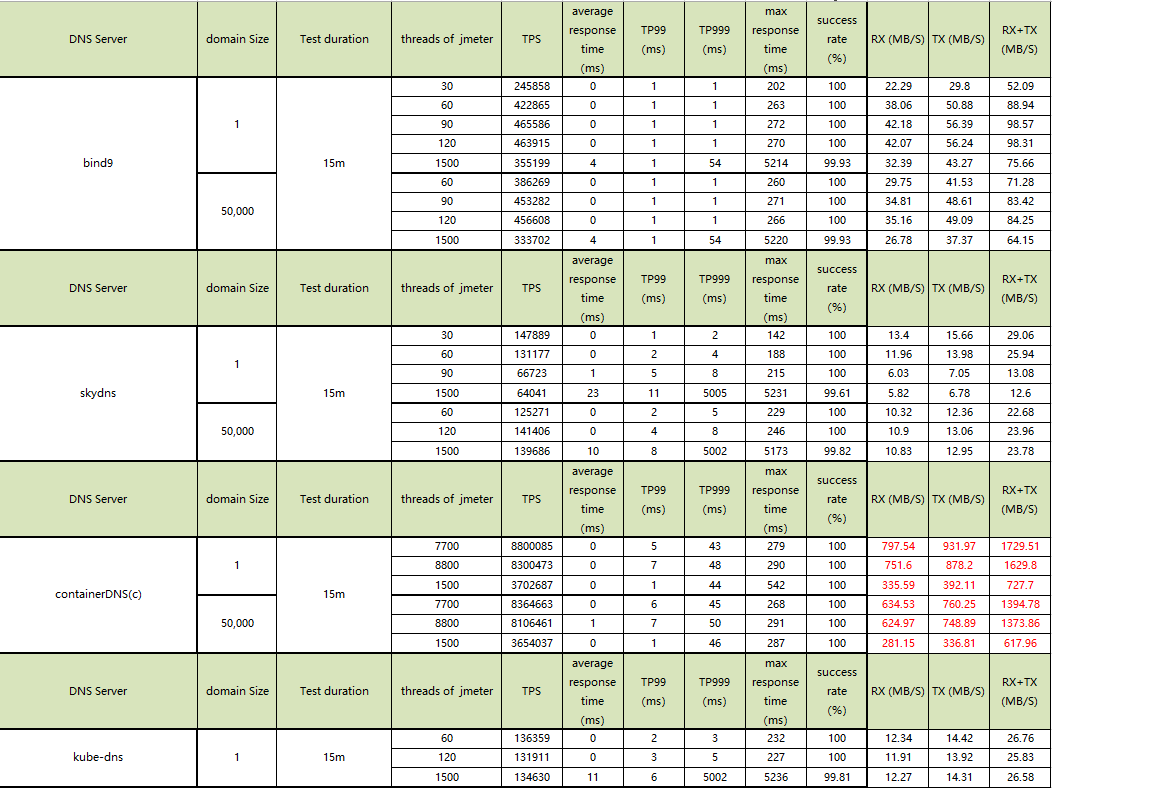 DNS Server domain Size Test duration threads of jmeter TPS average response time (ms) TP99 (ms) TP999 (ms) max response time (ms) success rate (%) RX (MB/S) TX (MB/S) RX+TX (MB/S)
bind9 1 15m 30 245858 0 1 1 202 100 22.29 29.8 52.09
60 422865 0 1 1 263 100 38.06 50.88 88.94
90 465586 0 1 1 272 100 42.18 56.39 98.57
120 463915 0 1 1 270 100 42.07 56.24 98.31
1500 355199 4 1 54 5214 99.93 32.39 43.27 75.66
50,000 60 386269 0 1 1 260 100 29.75 41.53 71.28
90 453282 0 1 1 271 100 34.81 48.61 83.42
120 456608 0 1 1 266 100 35.16 49.09 84.25
1500 333702 4 1 54 5220 99.93 26.78 37.37 64.15
DNS Server domain Size Test duration threads of jmeter TPS average response time (ms) TP99 (ms) TP999 (ms) max response time (ms) success rate (%) RX (MB/S) TX (MB/S) RX+TX (MB/S)
skydns 1 15m 30 147889 0 1 2 142 100 13.4 15.66 29.06
60 131177 0 2 4 188 100 11.96 13.98 25.94
90 66723 1 5 8 215 100 6.03 7.05 13.08
1500 64041 23 11 5005 5231 99.61 5.82 6.78 12.6
50,000 60 125271 0 2 5 229 100 10.32 12.36 22.68
120 141406 0 4 8 246 100 10.9 13.06 23.96
1500 139686 10 8 5002 5173 99.82 10.83 12.95 23.78
DNS Server domain Size Test duration threads of jmeter TPS average response time (ms) TP99 (ms) TP999 (ms) max response time (ms) success rate (%) RX (MB/S) TX (MB/S) RX+TX (MB/S)
containerDNS(c) 1 15m 7700 8800085 0 5 43 279 100 797.54 931.97 1729.51
8800 8300473 0 7 48 290 100 751.6 878.2 1629.8
1500 3702687 0 1 44 542 100 335.59 392.11 727.7
50,000 7700 8364663 0 6 45 268 100 634.53 760.25 1394.78
8800 8106461 1 7 50 291 100 624.97 748.89 1373.86
1500 3654037 0 1 46 287 100 281.15 336.81 617.96
DNS Server domain Size Test duration threads of jmeter TPS average response time (ms) TP99 (ms) TP999 (ms) max response time (ms) success rate (%) RX (MB/S) TX (MB/S) RX+TX (MB/S)
kube-dns 1 15m 60 136359 0 2 3 232 100 12.34 14.42 26.76
120 131911 0 3 5 227 100 11.91 13.92 25.83
1500 134630 11 6 5002 5236 99.81 12.27 14.31 26.58